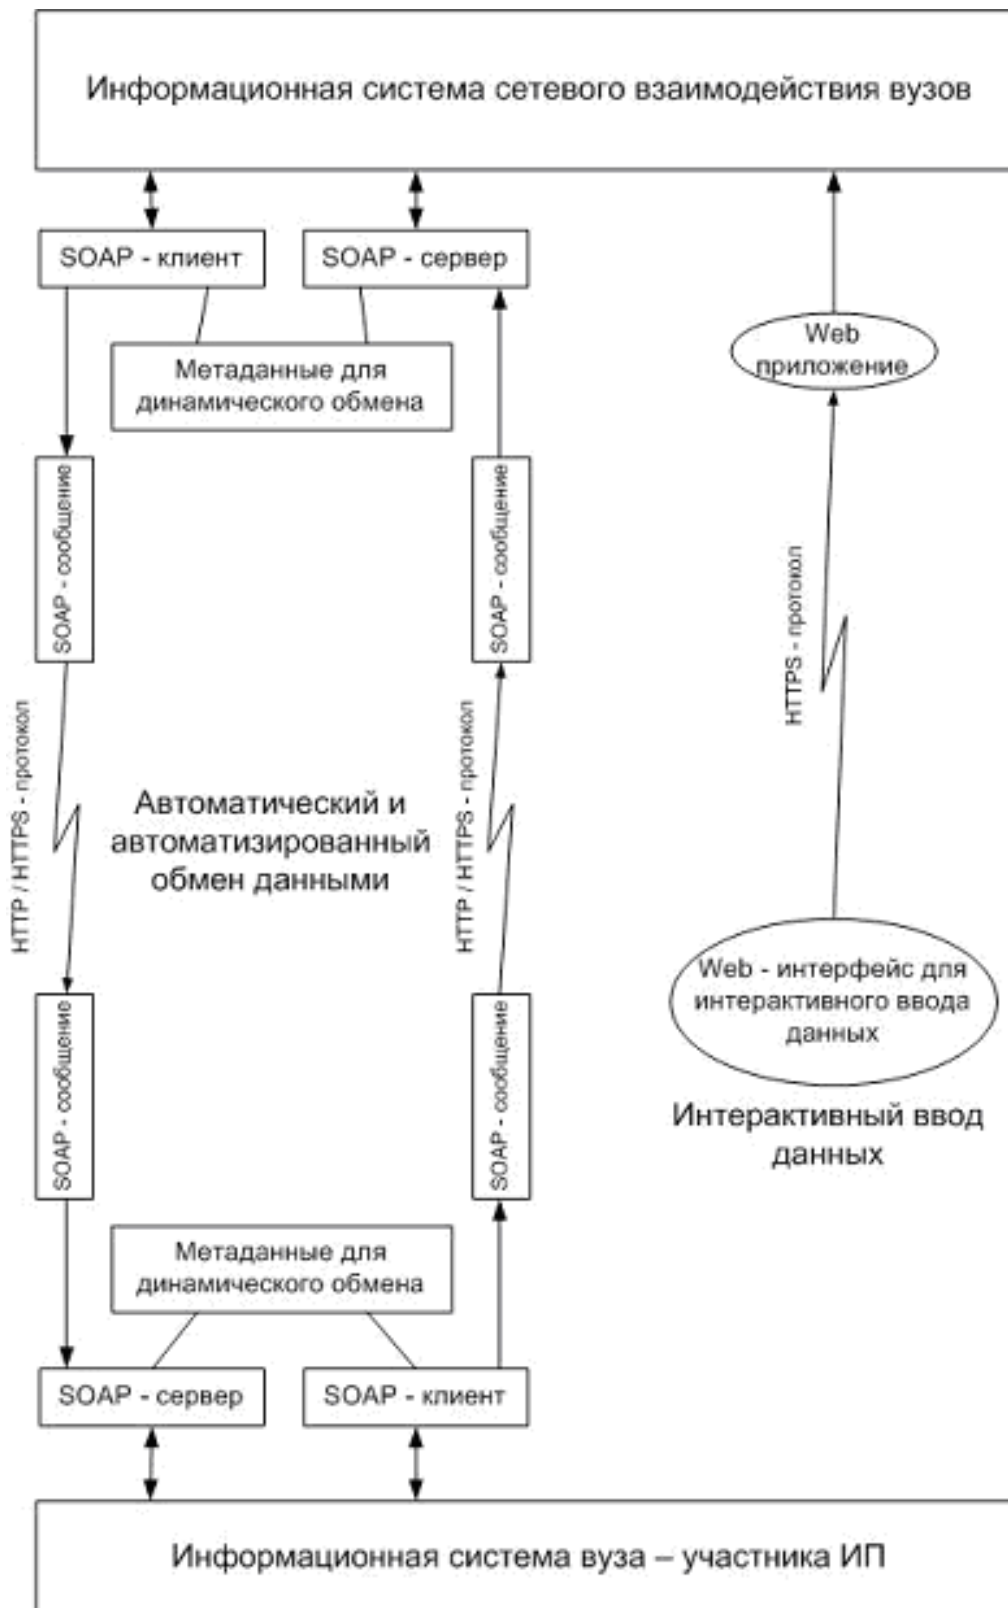 Информационная система сетевого взаимодействия вузов
SOAP - клиент
SOAP - сервер
Метаданные для
динамического обмена
Web
приложение
SOAP - сообщение
SOAP - сообщение
HTTPS - протокол
HTTP / HTTPS - протокол
Автоматический и
автоматизированный
обмен данными
HTTP / HTTPS - протокол
Web - интерфейс для
интерактивного ввода
данных
Интерактивный ввод
данных
SOAP - сообщение
SOAP - сообщение
Метаданные для
динамического обмена
SOAP - сервер
SOAP - клиент
Информационная система вуза – участника ИП